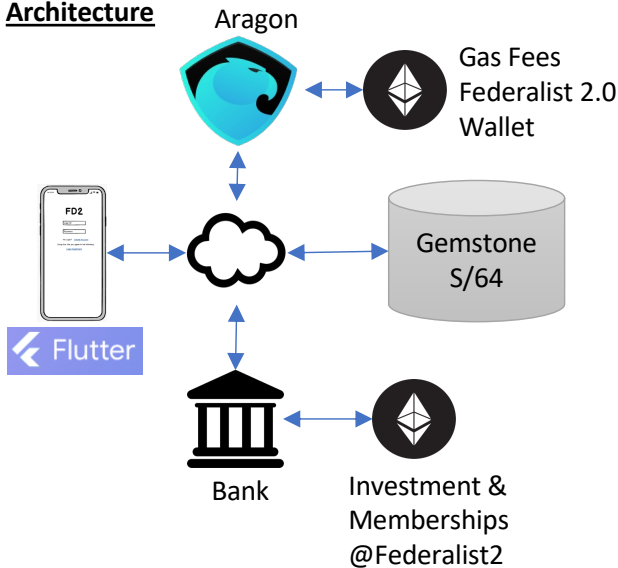 Architecture
Aragon
Gas Fees
Federalist 2.0
Wallet
FD2
Gemstone
S/64
Flutter
Bank
Investment &
Memberships
@Federalist2